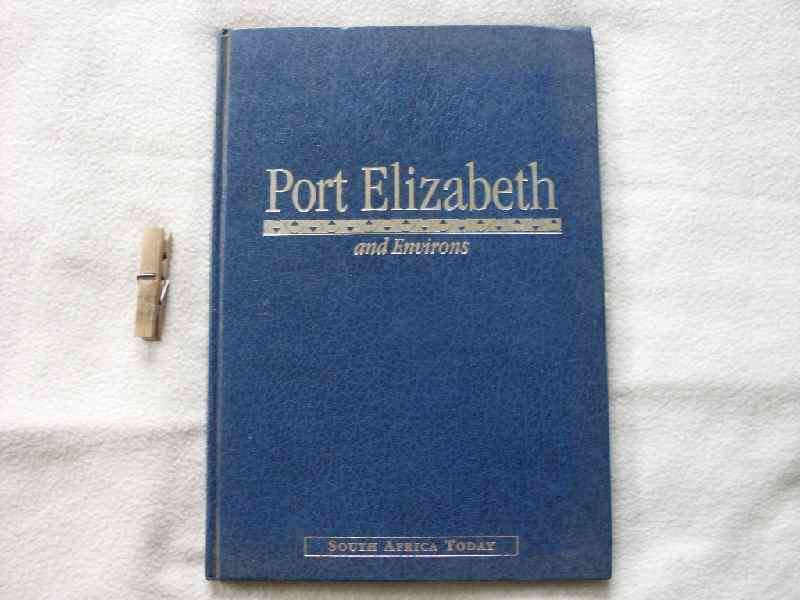 Port Elizabeth
and Environs
SOUTH AFRICA TODAY